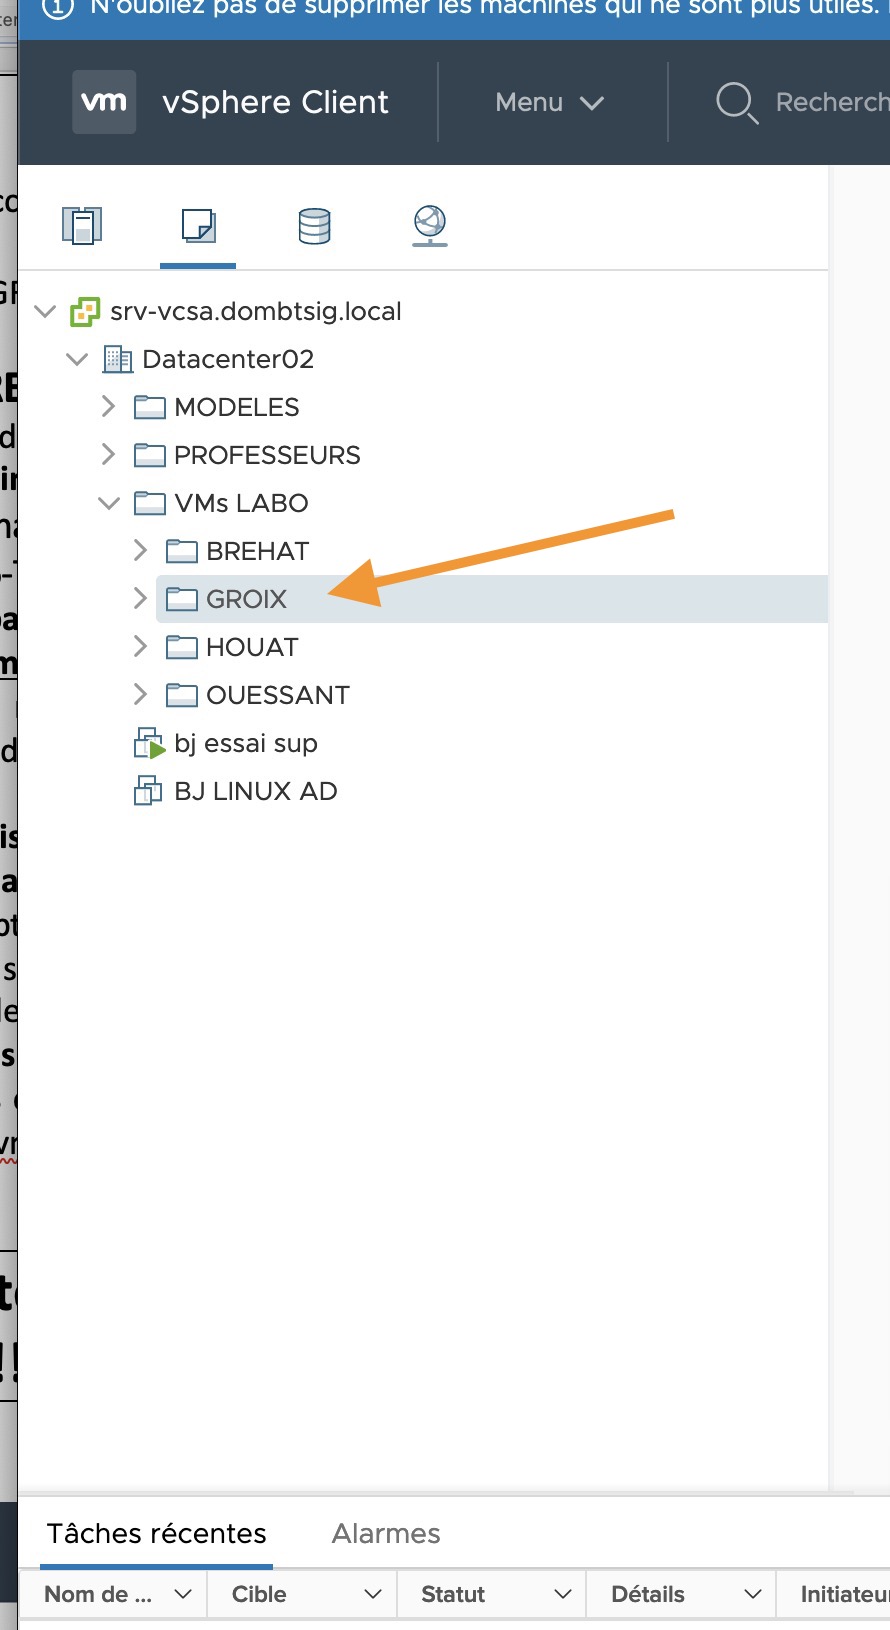 N'oubliez pas de supprimer les machines qui ne sont plus utiles.
vm vSphere Client Menu
srv-vcsa.dombtsig.local
Datacenter02
MODELES
PROFESSEURS
VMs LABO
BREHAT
GROIX
HOUAT
OUESSANT
bj essai sup
BJ LINUX AD
Tâches récentes Alarmes
Nom de ... Cible Statut Détails